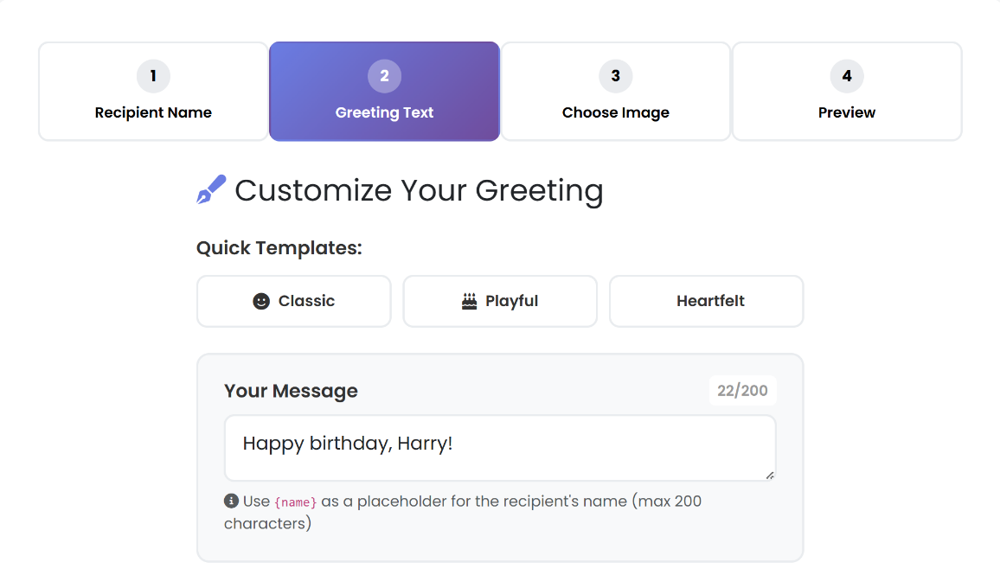 1
Recipient Name
2
Greeting Text
3
Choose Image
4
Preview
Customize Your Greeting
Quick Templates:
Classic
Playful
Heartfelt
Your Message
22/200
Happy birthday, Harry!
Use {name} as a placeholder for the recipient's name (max 200
characters)